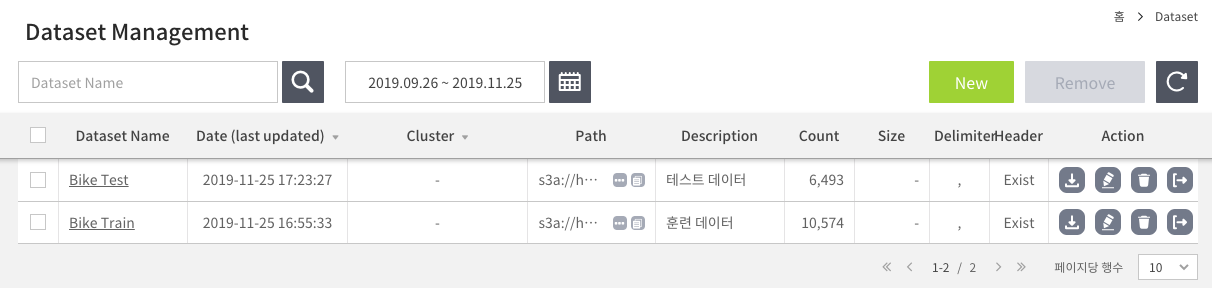 홈 > Dataset
Dataset Management
Dataset Name 2019.09.26 ~ 2019.11.25 New Remove
Dataset Name Date (last updated) Cluster Path Description Count Size Delimiter Header Action
Bike Test 2019-11-25 17:23:27 - s3a://h··· 테스트 데이터 6,493 - , Exist
Bike Train 2019-11-25 16:55:33 - s3a://h··· 훈련 데이터 10,574 - , Exist
1-2 / 2 페이지당 행수 10